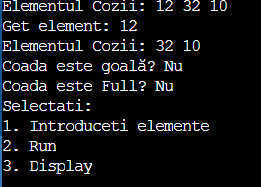 Elementul Cozii: 12 32 10
Get element: 12
Elementul Cozii: 32 10
Coada este goală? Nu
Coada este Full? Nu
Selectati:
1. Introduceti elemente
2. Run
3. Display